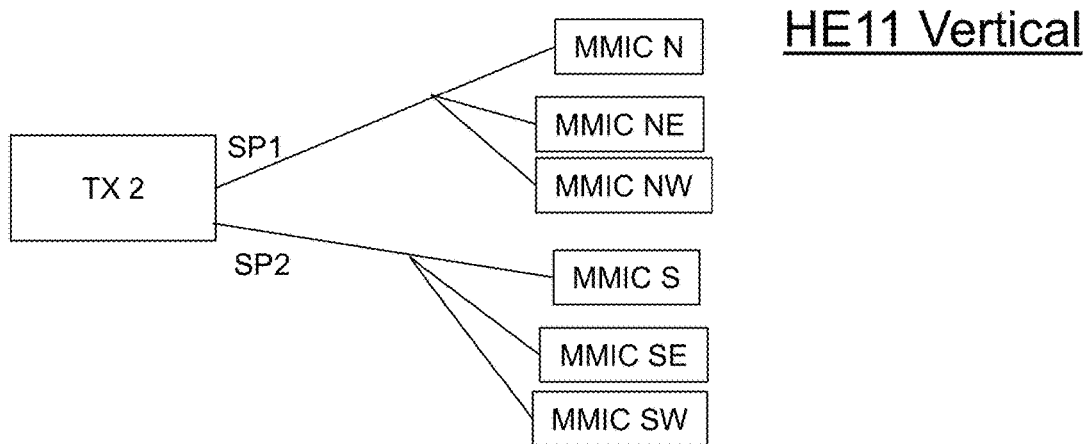 HE11 Vertical
MMIC N
MMIC NE
MMIC NW
SP1
TX 2
SP2
MMIC S
MMIC SE
MMIC SW